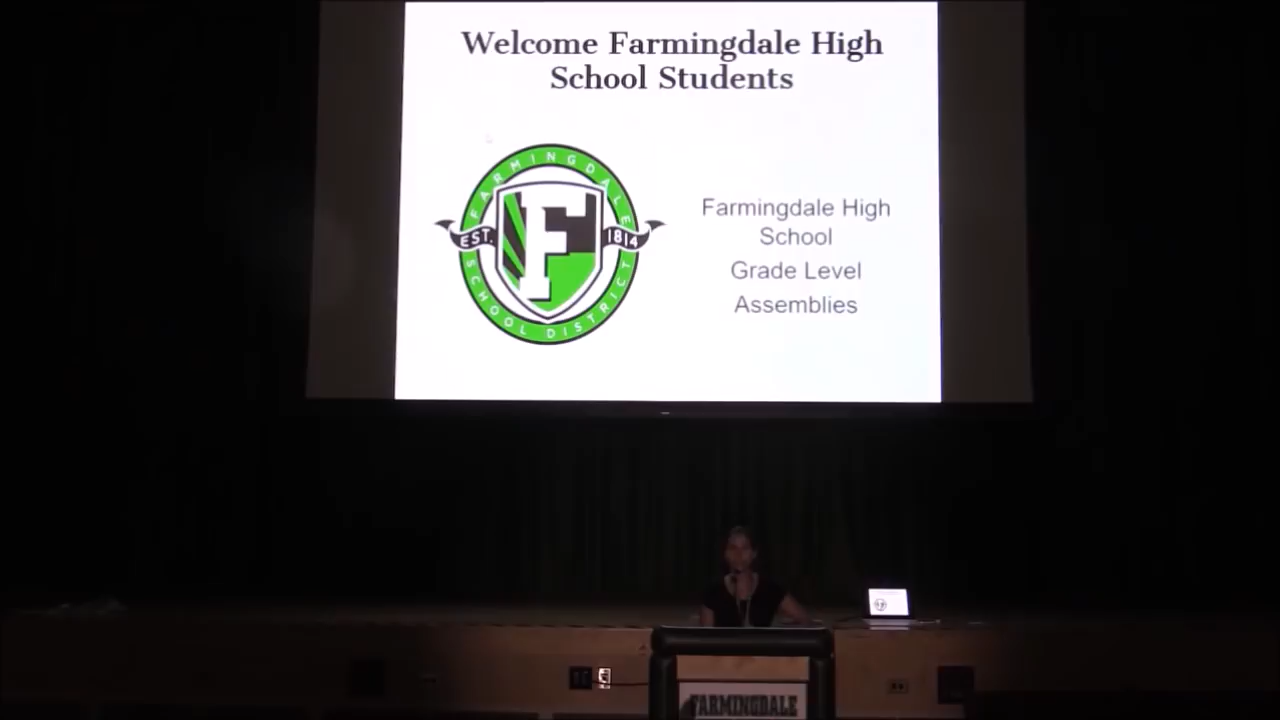 Welcome Farmingdale High
School Students
FARMINGDALE
EST. 1814
SCHOOL DISTRICT
F
Farmingdale High
School
Grade Level
Assemblies
FARMINGDALE